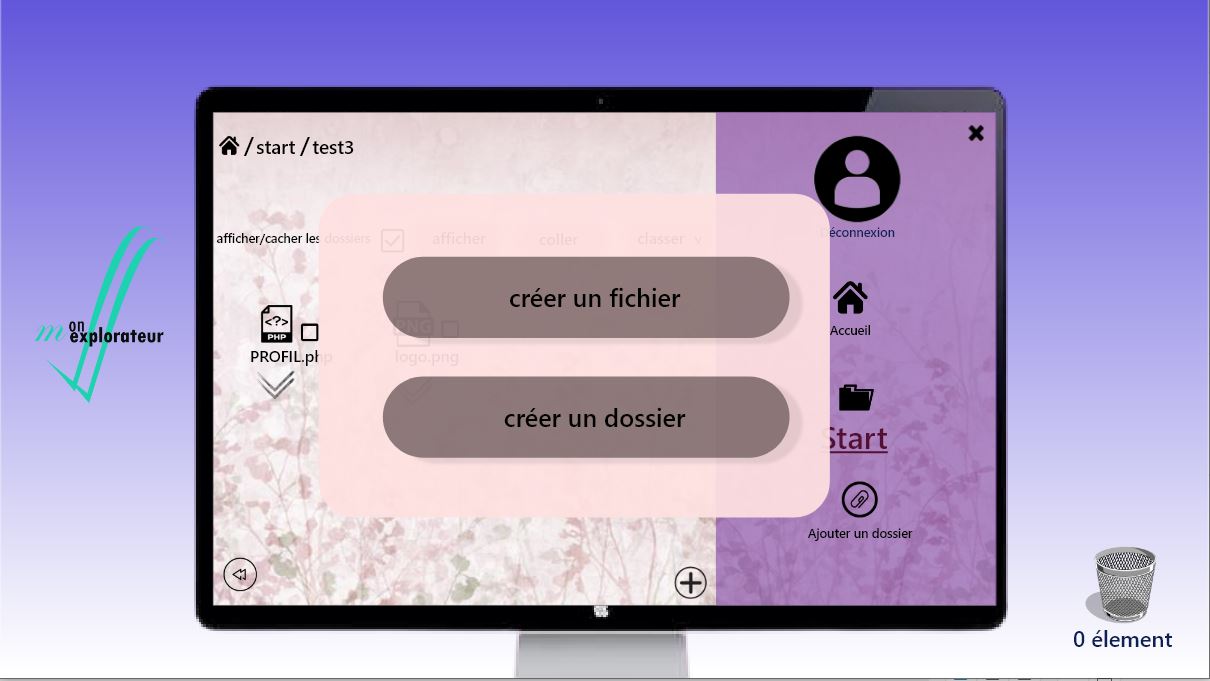 / start / test3
Déconnexion
afficher/cacher les dossiers
afficher
coller
classer v
créer un fichier
Accueil
mon explorateur
<?>
PHP
PNG
PROFIL.php
logo.png
créer un dossier
Start
Ajouter un dossier
0 élement